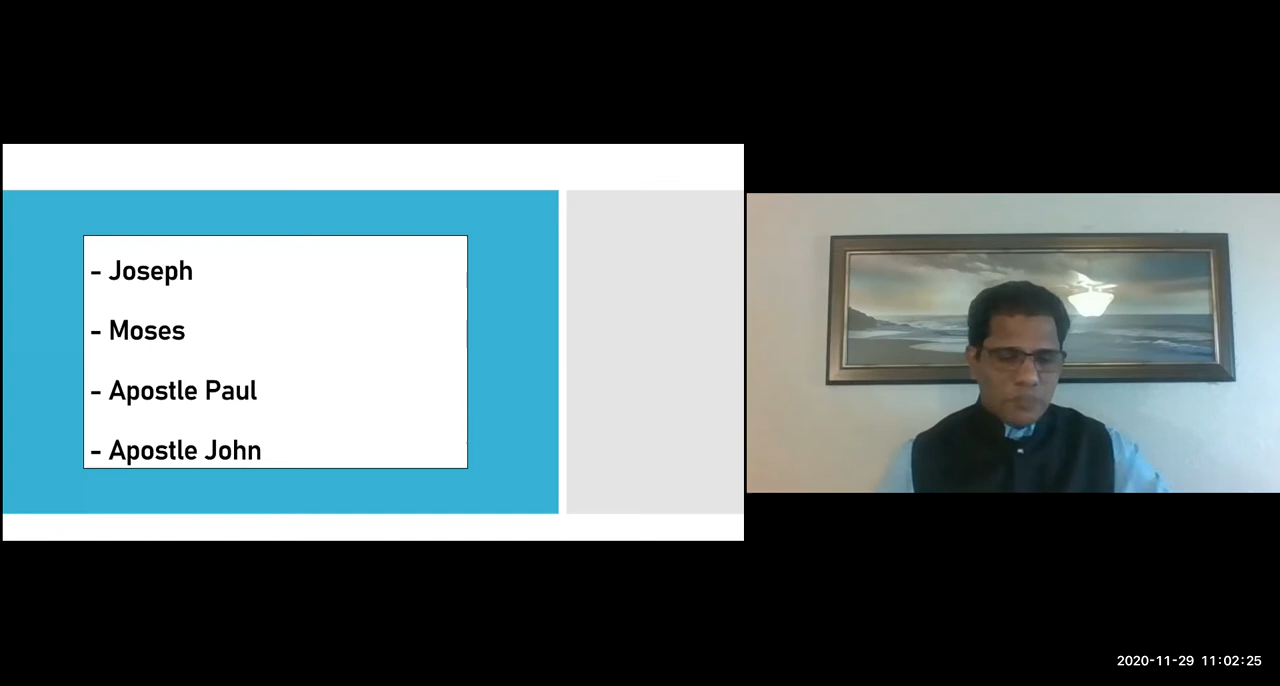 - Joseph
- Moses
- Apostle Paul
- Apostle John
2020-11-29 11:02:25